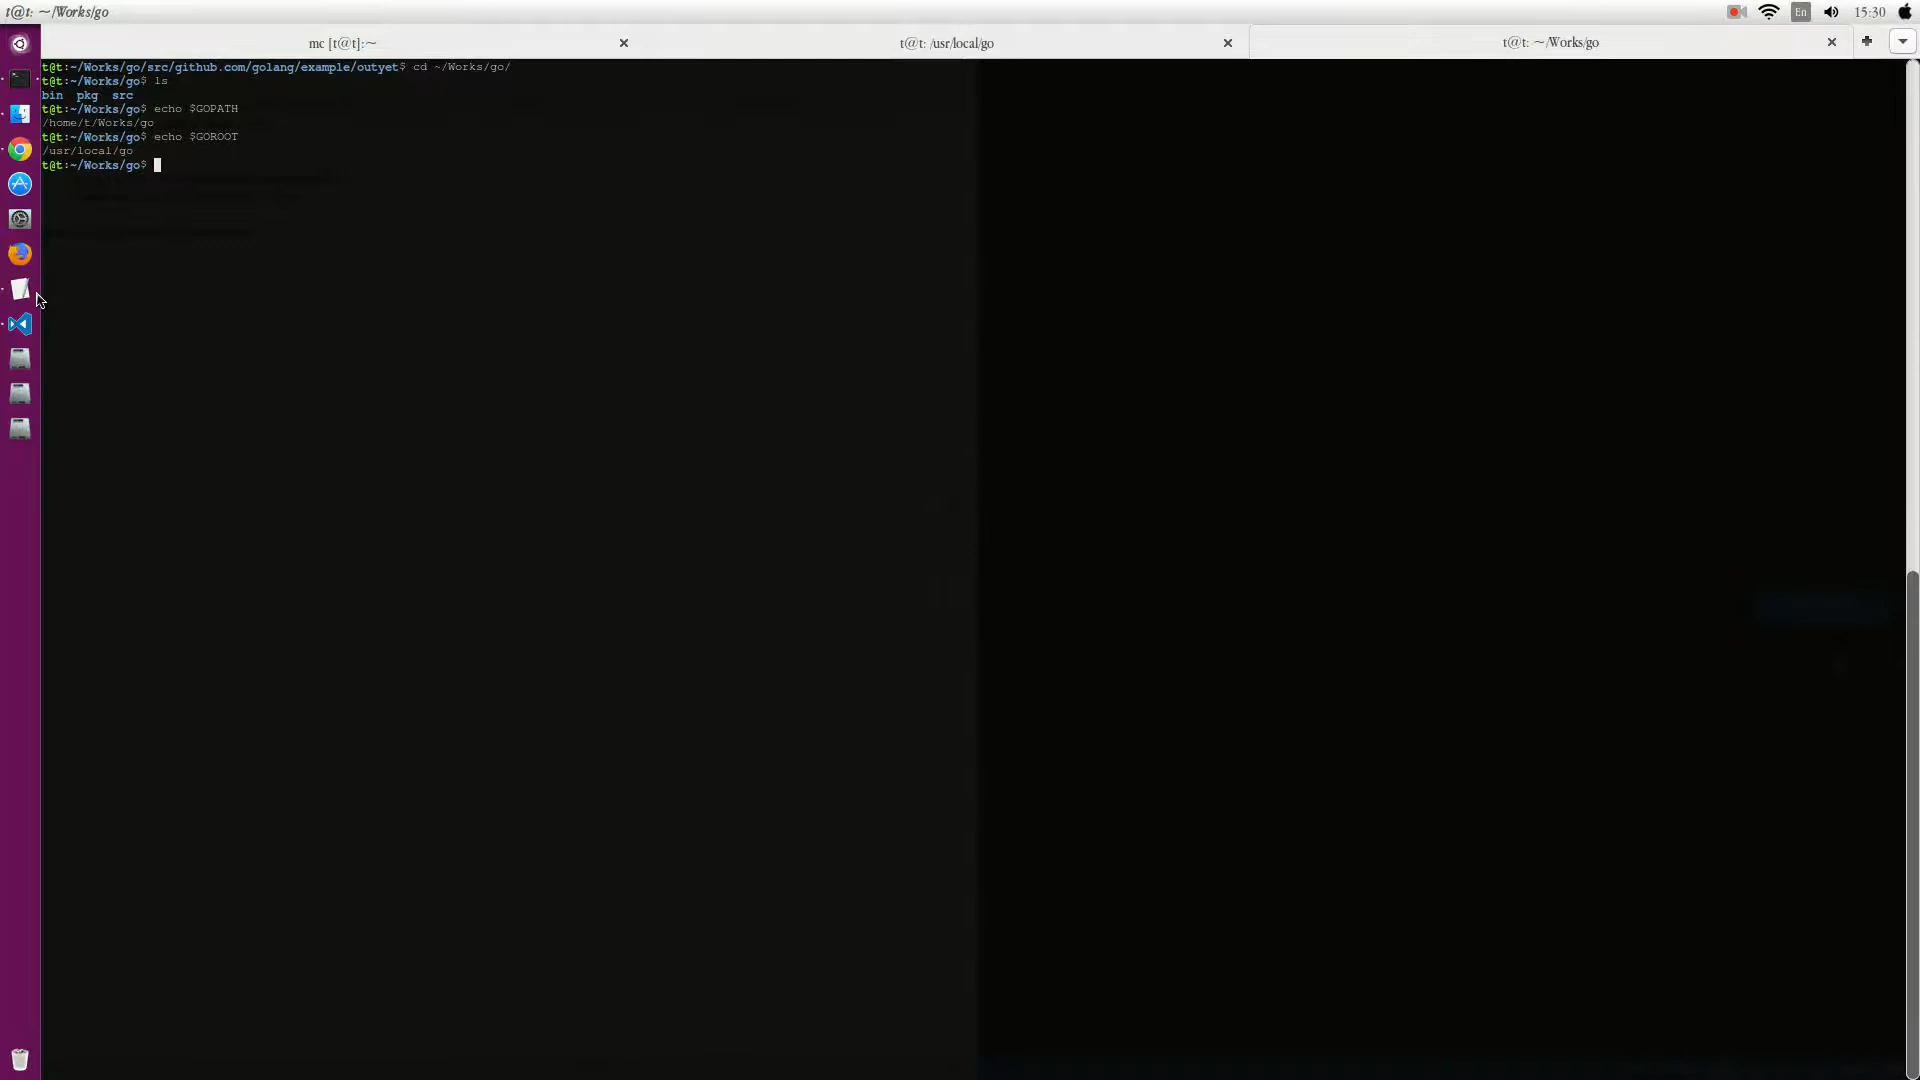 t@t: ~/Works/go
En
15:30
mc [t@t]:~
t@t: /usr/local/go
t@t: ~/Works/go
t@t:~/Works/go/src/github.com/golang/example/outyet$ cd ~/Works/go/
t@t:~/Works/go$ ls
bin  pkg  src
t@t:~/Works/go$ echo $GOPATH
/home/t/Works/go
t@t:~/Works/go$ echo $GOROOT
/usr/local/go
t@t:~/Works/go$